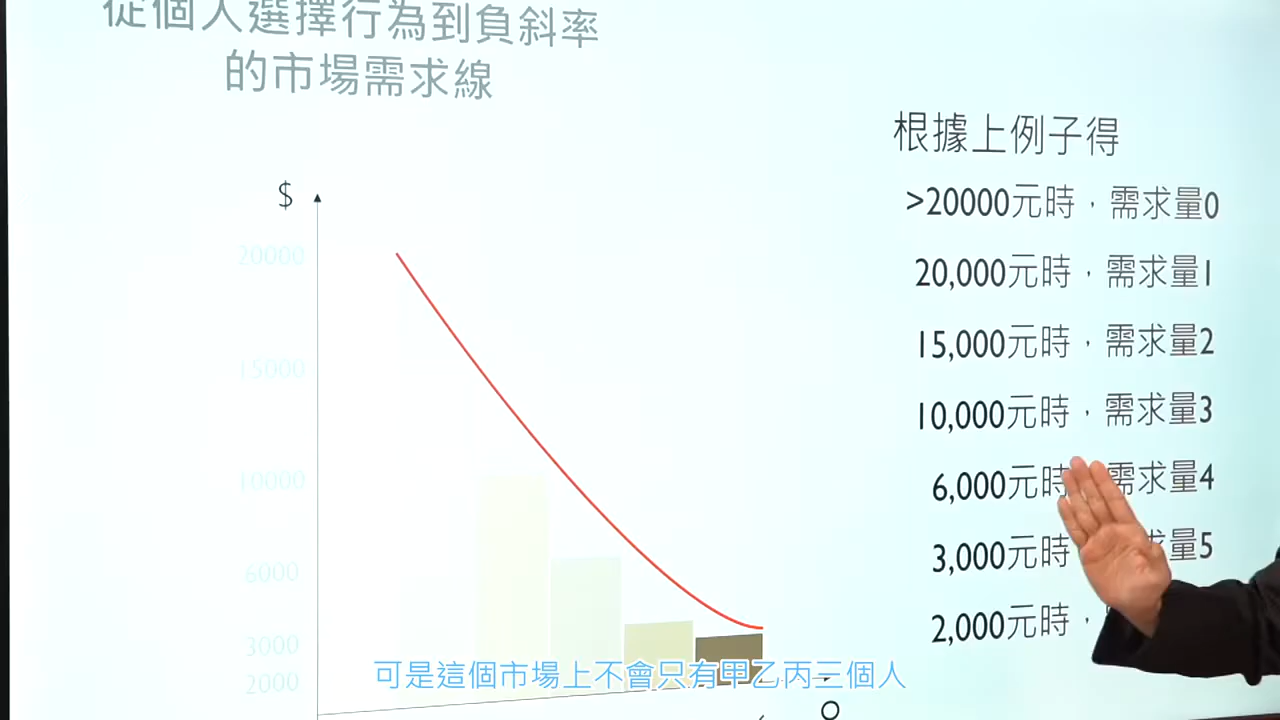 從個人選擇行為到負斜率
的市場需求線
根據上例子得
>20000元時，需求量0
20,000元時，需求量1
15,000元時，需求量2
10,000元時，需求量3
6,000元時 需求量4
3,000元時 求量5
2,000元時，
$
20000
15000
10000
6000
3000
2000
Q
可是這個市場上不會只有甲乙丙三個人